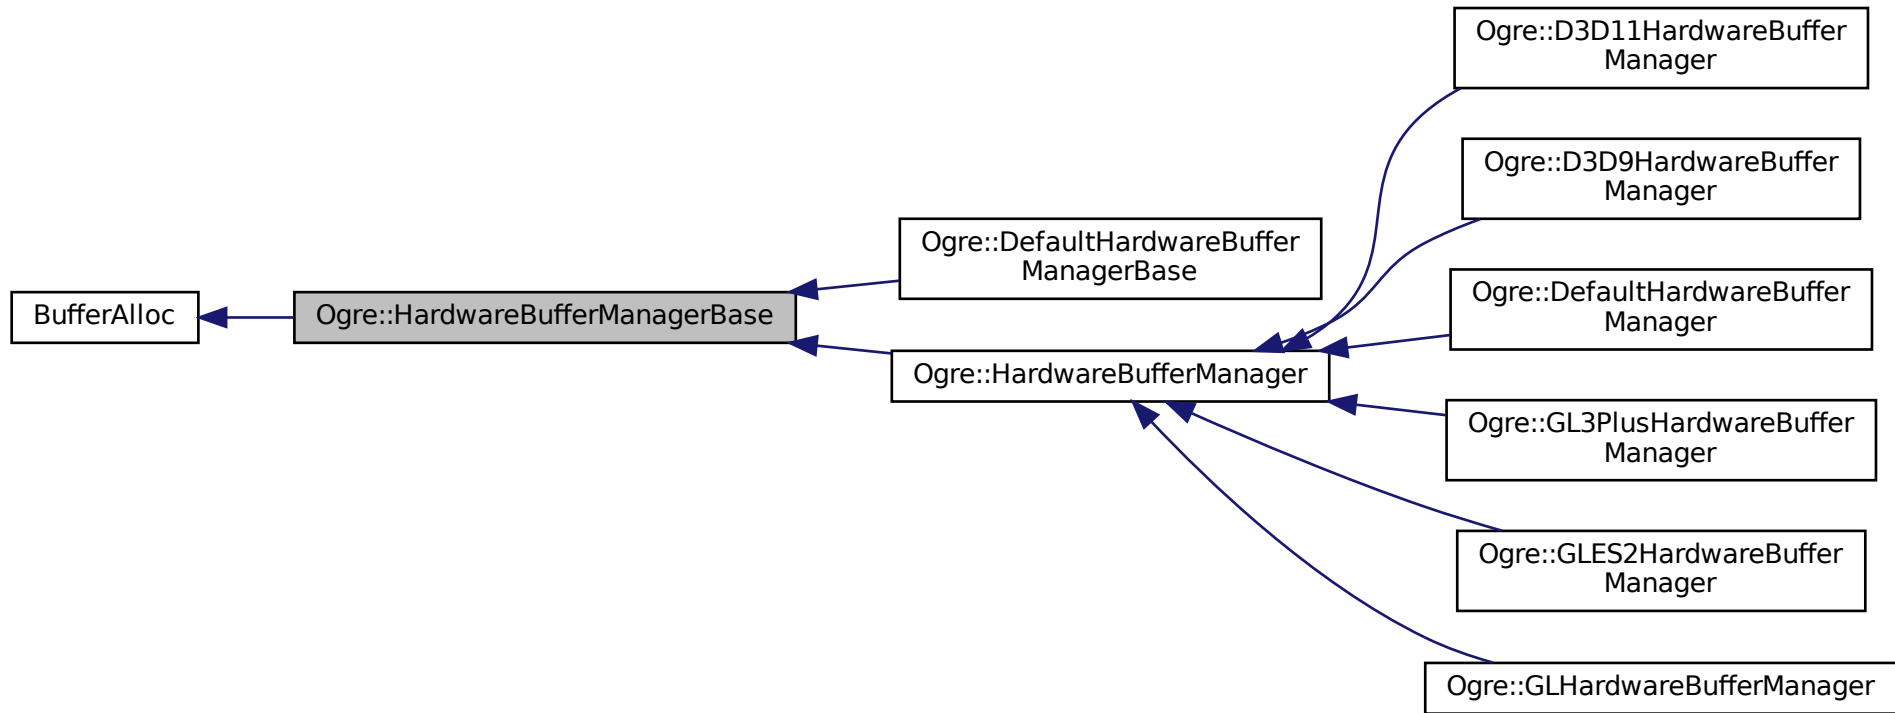 BufferAlloc
Ogre::HardwareBufferManagerBase
Ogre::DefaultHardwareBuffer
ManagerBase
Ogre::HardwareBufferManager
Ogre::D3D11HardwareBuffer
Manager
Ogre::D3D9HardwareBuffer
Manager
Ogre::DefaultHardwareBuffer
Manager
Ogre::GL3PlusHardwareBuffer
Manager
Ogre::GLES2HardwareBuffer
Manager
Ogre::GLHardwareBufferManager